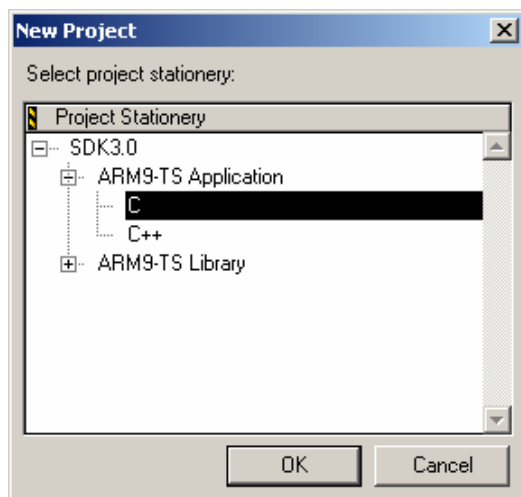 New Project
Select project stationery:
Project Stationery
SDK3.0
ARM9-TS Application
C
C++
ARM9-TS Library
OK Cancel